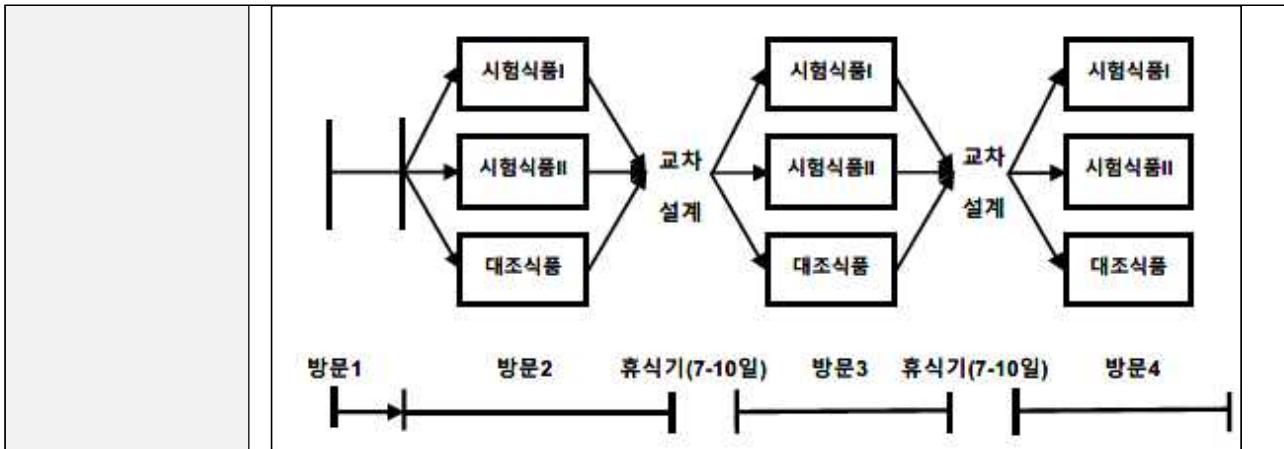 시험식품I 시험식품I 시험식품I
시험식품II 교차 시험식품II 교차 시험식품II
설계 설계
대조식품 대조식품 대조식품
방문1 방문2 휴식기(7-10일) 방문3 휴식기(7-10일) 방문4